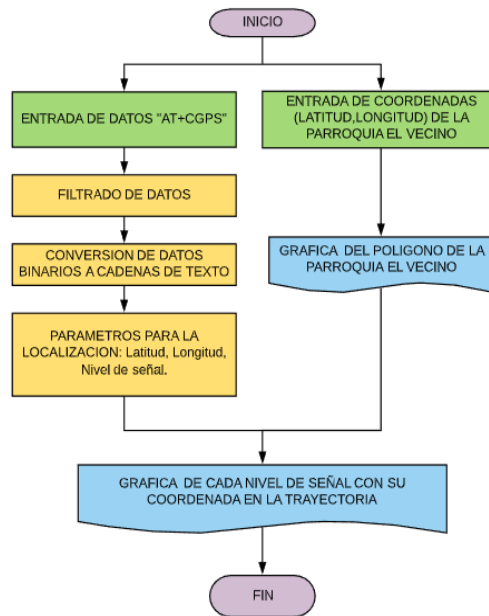 INICIO
ENTRADA DE DATOS "AT+CGPS"
FILTRADO DE DATOS
CONVERSION DE DATOS
BINARIOS A CADENAS DE TEXTO
PARAMETROS PARA LA
LOCALIZACION: Latitud, Longitud,
Nivel de señal.
ENTRADA DE COORDENADAS
(LATITUD,LONGITUD) DE LA
PARROQUIA EL VECINO
GRAFICA DEL POLIGONO DE LA
PARROQUIA EL VECINO
GRAFICA DE CADA NIVEL DE SEÑAL CON SU
COORDENADA EN LA TRAYECTORIA
FIN